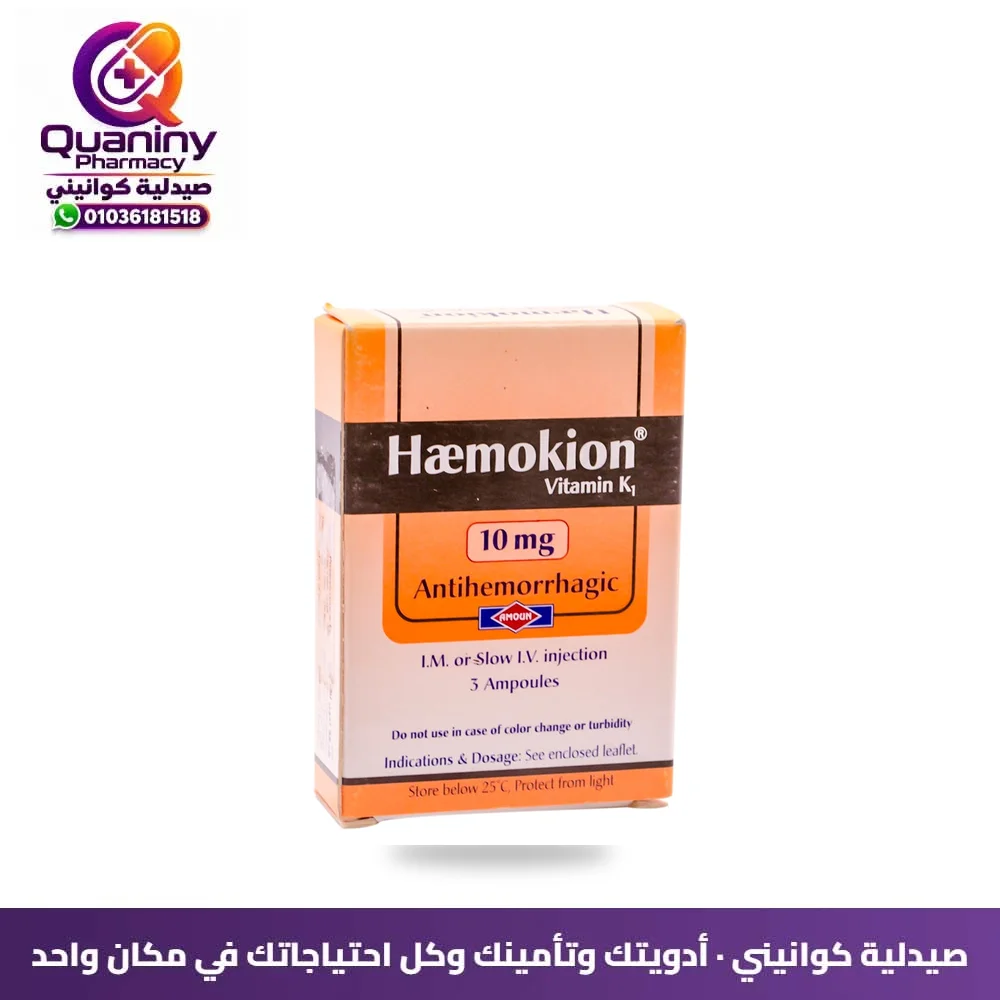 Quaniny
Pharmacy
صيدلية كوانيني
01036181518
Hæmokion
Hæmokion®
Vitamin K1
10 mg
Antihemorrhagic
AMOUN
I.M. or Slow I.V. injection
3 Ampoules
Do not use in case of color change or turbidity
Indications & Dosage: See enclosed leaflet.
Store below 25°C, Protect from light
صيدلية كوانيني · أدويتك وتأمينك وكل احتياجاتك في مكان واحد